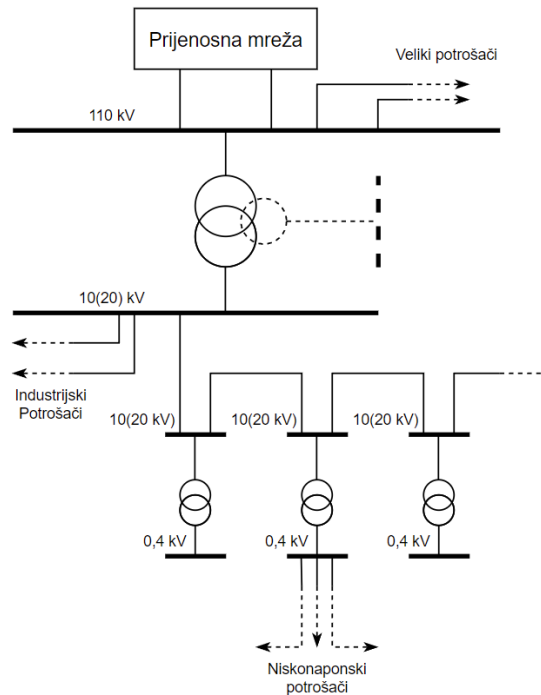 Prijenosna mreža
Veliki potrošači
110 kV
10(20) kV
Industrijski
Potrošači
10(20 kV)
10(20 kV)
10(20 kV)
0,4 kV
0,4 kV
0,4 kV
Niskonaponski
potrošači